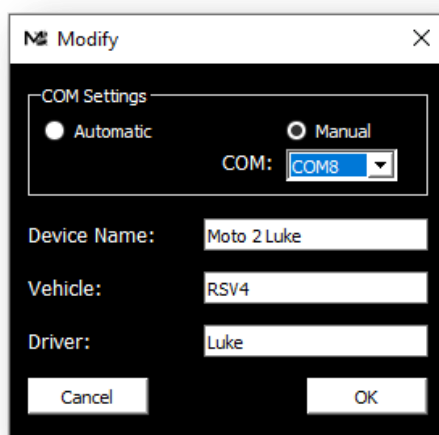 Modify
COM Settings
Automatic Manual
COM: COM8
Device Name: Moto 2 Luke
Vehicle: RSV4
Driver: Luke
Cancel OK